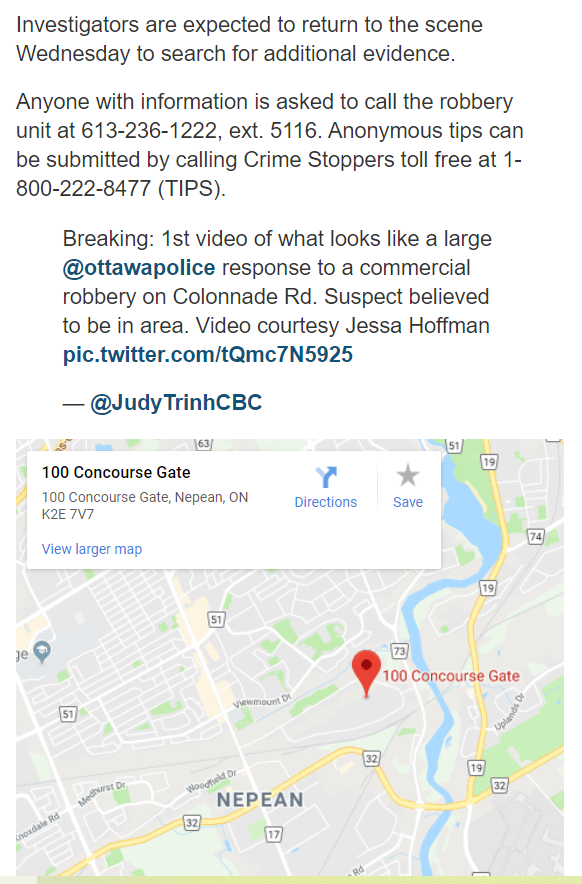 Investigators are expected to return to the scene
Wednesday to search for additional evidence.
Anyone with information is asked to call the robbery
unit at 613-236-1222, ext. 5116. Anonymous tips can
be submitted by calling Crime Stoppers toll free at 1-
800-222-8477 (TIPS).
Breaking: 1st video of what looks like a large
@ottawapolice response to a commercial
robbery on Colonnade Rd. Suspect believed
to be in area. Video courtesy Jessa Hoffman
pic.twitter.com/tQmc7N5925
— @JudyTrinhCBC
63
51
19
100 Concourse Gate
100 Concourse Gate, Nepean, ON
K2E 7V7
View larger map
Directions
Save
74
19
51
ge
73
100 Concourse Gate
Viewmount Dr
Uplands Dr
51
32
19
32
Woodfield Dr
Medhurst Dr
NEPEAN
Knoxdale Rd
32
17
Rd